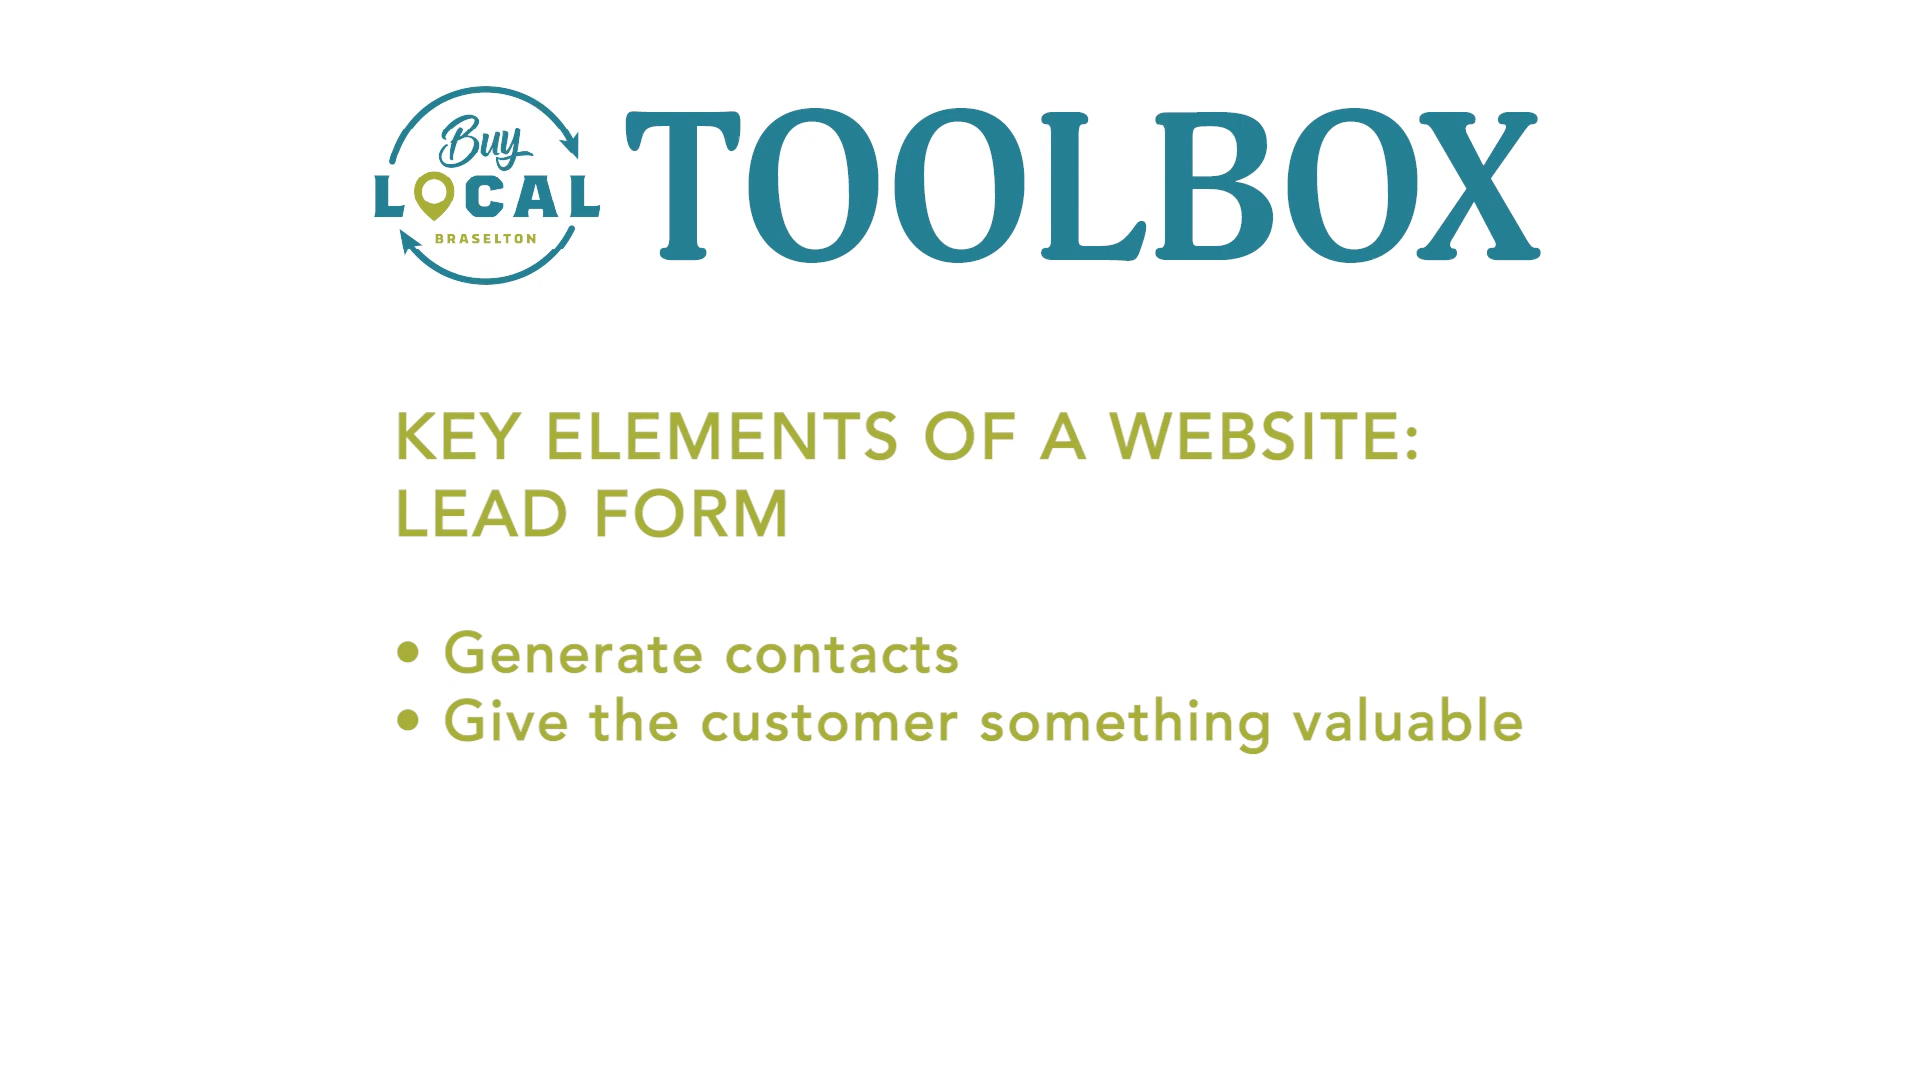 Buy
LOCAL
BRASELTON
TOOLBOX
KEY ELEMENTS OF A WEBSITE:
LEAD FORM
• Generate contacts
• Give the customer something valuable